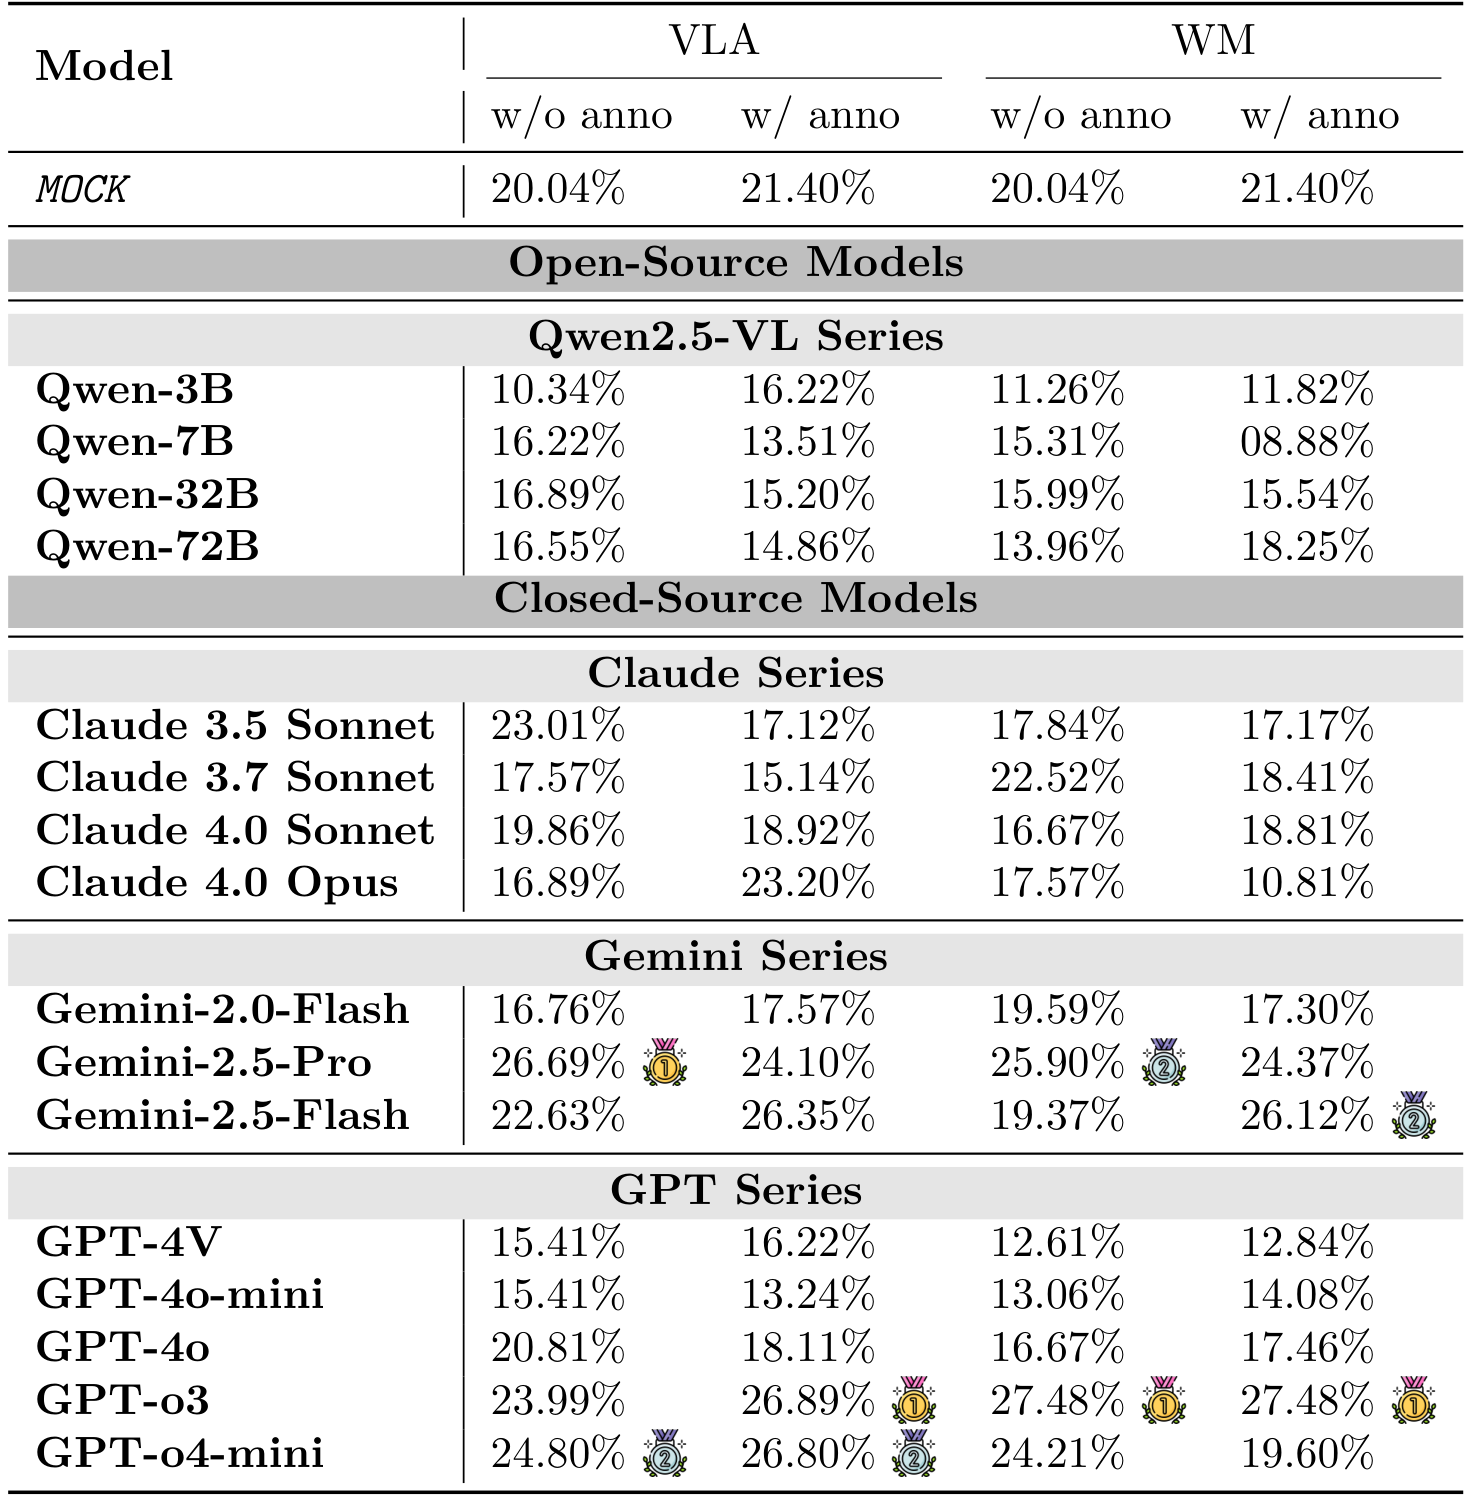 VLA WM
Model
w/o anno w/ anno w/o anno w/ anno
MOCK 20.04% 21.40% 20.04% 21.40%
Open-Source Models
Qwen2.5-VL Series
Qwen-3B 10.34% 16.22% 11.26% 11.82%
Qwen-7B 16.22% 13.51% 15.31% 08.88%
Qwen-32B 16.89% 15.20% 15.99% 15.54%
Qwen-72B 16.55% 14.86% 13.96% 18.25%
Closed-Source Models
Claude Series
Claude 3.5 Sonnet 23.01% 17.12% 17.84% 17.17%
Claude 3.7 Sonnet 17.57% 15.14% 22.52% 18.41%
Claude 4.0 Sonnet 19.86% 18.92% 16.67% 18.81%
Claude 4.0 Opus 16.89% 23.20% 17.57% 10.81%
Gemini Series
Gemini-2.0-Flash 16.76% 17.57% 19.59% 17.30%
Gemini-2.5-Pro 26.69% 1 24.10% 25.90% 2 24.37%
Gemini-2.5-Flash 22.63% 26.35% 19.37% 26.12% 2
GPT Series
GPT-4V 15.41% 16.22% 12.61% 12.84%
GPT-4o-mini 15.41% 13.24% 13.06% 14.08%
GPT-4o 20.81% 18.11% 16.67% 17.46%
GPT-o3 23.99% 26.89% 1 27.48% 1 27.48% 1
GPT-o4-mini 24.80% 2 26.80% 2 24.21% 19.60%